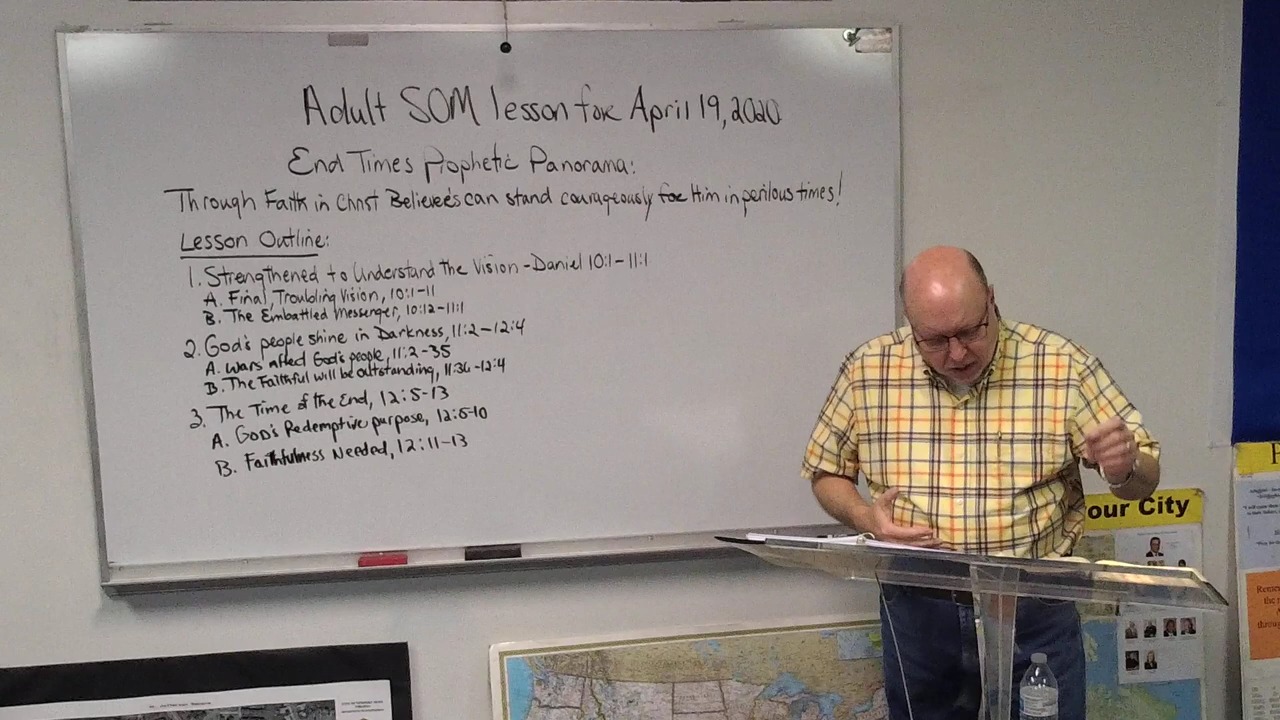 Adult SOM lesson for April 19, 2020
End Times Prophetic Panorama:
Through Faith in Christ Believers can stand courageously for Him in perilous times!
Lesson Outline:
1. Strengthened to Understand the Vision - Daniel 10:1-11:1
A. Final, Troubling Vision, 10:1-11
B. The Embattled Messenger, 10:12-11:1
2. God's people shine in Darkness, 11:2-12:4
A. Wars affect God's people, 11:2-35
B. The Faithful will be outstanding, 11:36-12:4
3. The Time of the End, 12:5-13
A. God's Redemptive purpose, 12:5-10
B. Faithfulness Needed, 12:11-13
our City